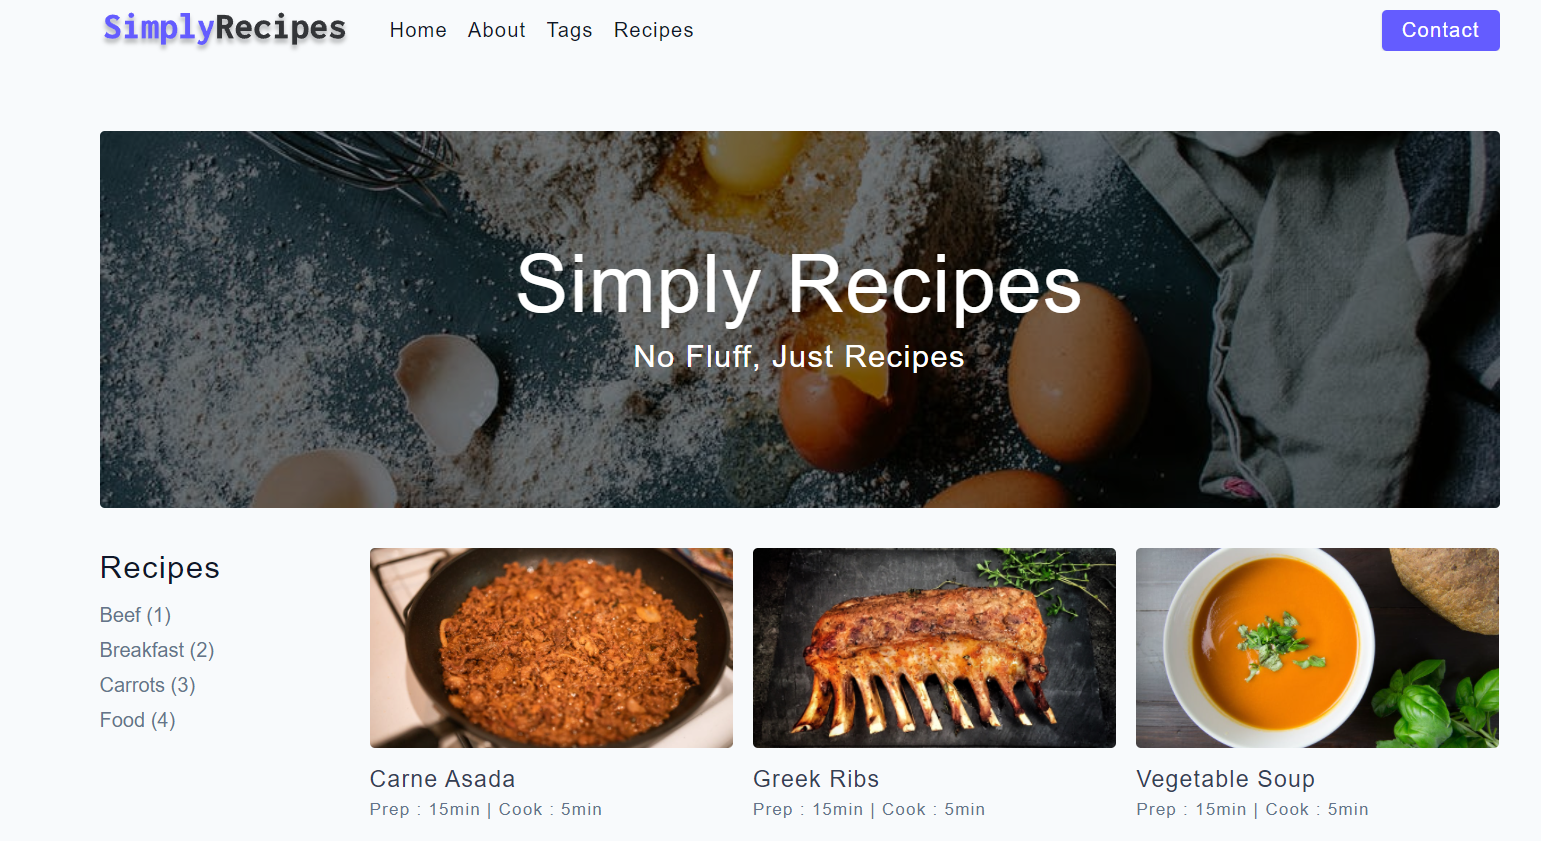 SimplyRecipes Home About Tags Recipes Contact
Simply Recipes
No Fluff, Just Recipes
Recipes
Beef (1)
Breakfast (2)
Carrots (3)
Food (4)
Carne Asada
Prep : 15min | Cook : 5min
Greek Ribs
Prep : 15min | Cook : 5min
Vegetable Soup
Prep : 15min | Cook : 5min